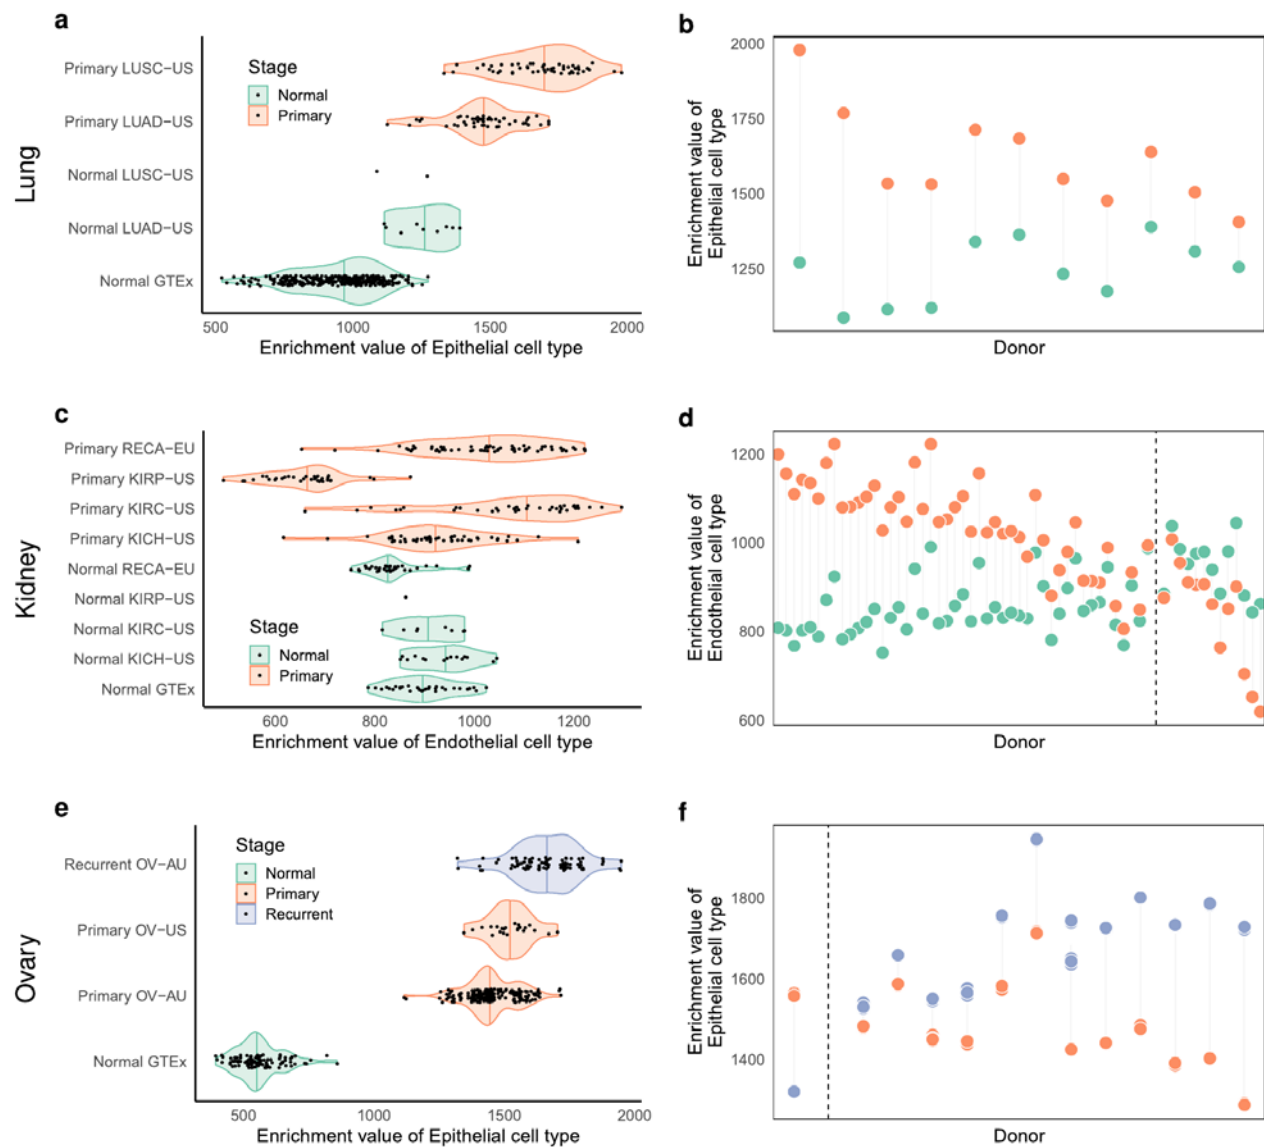 a
Lung
Primary LUSC−US
Primary LUAD−US
Normal LUSC−US
Normal LUAD−US
Normal GTEx
Stage
Normal
Primary
500 1000 1500 2000
Enrichment value of Epithelial cell type
b
Enrichment value of
Epithelial cell type
2000
1750
1500
1250
Donor
c
Kidney
Primary RECA−EU
Primary KIRP−US
Primary KIRC−US
Primary KICH−US
Normal RECA−EU
Normal KIRP−US
Normal KIRC−US
Normal KICH−US
Normal GTEx
Stage
Normal
Primary
600 800 1000 1200
Enrichment value of Endothelial cell type
d
Enrichment value of
Endothelial cell type
1200
1000
800
600
Donor
e
Ovary
Recurrent OV−AU
Primary OV−US
Primary OV−AU
Normal GTEx
Stage
Normal
Primary
Recurrent
500 1000 1500 2000
Enrichment value of Epithelial cell type
f
Enrichment value of
Epithelial cell type
1800
1600
1400
Donor